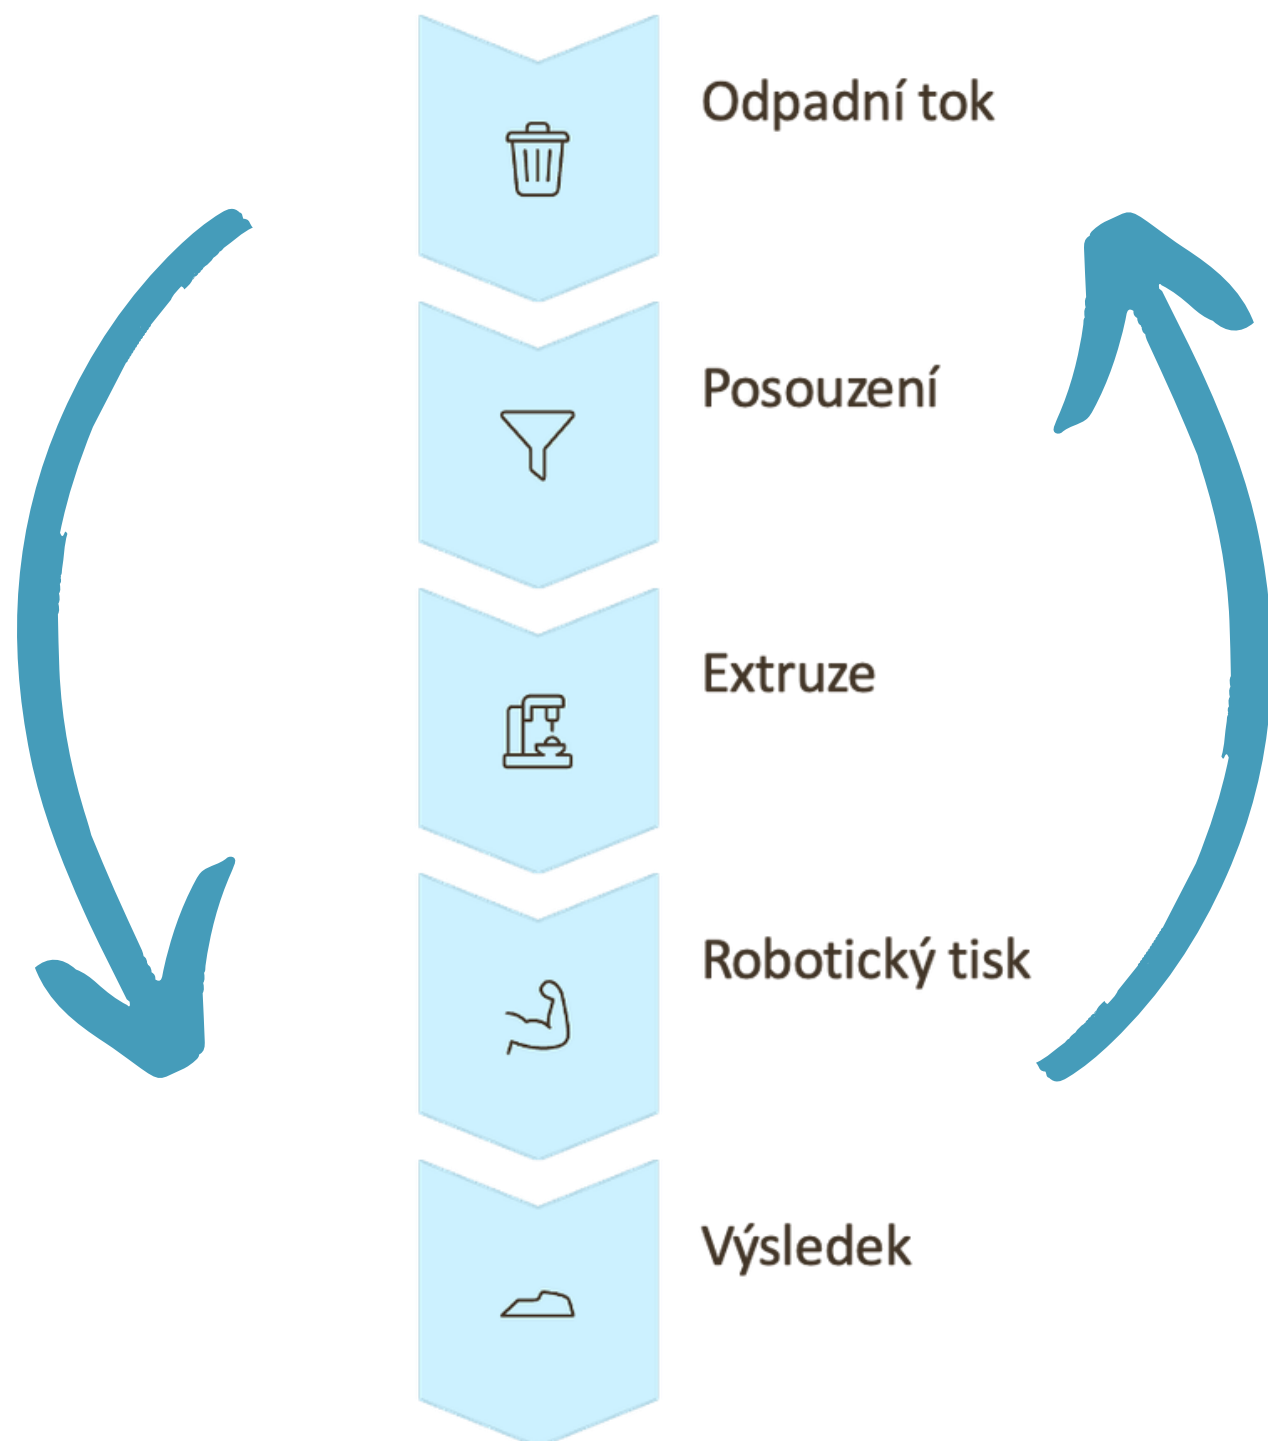 Odpadní tok
Posouzení
Extruze
Robotický tisk
Výsledek